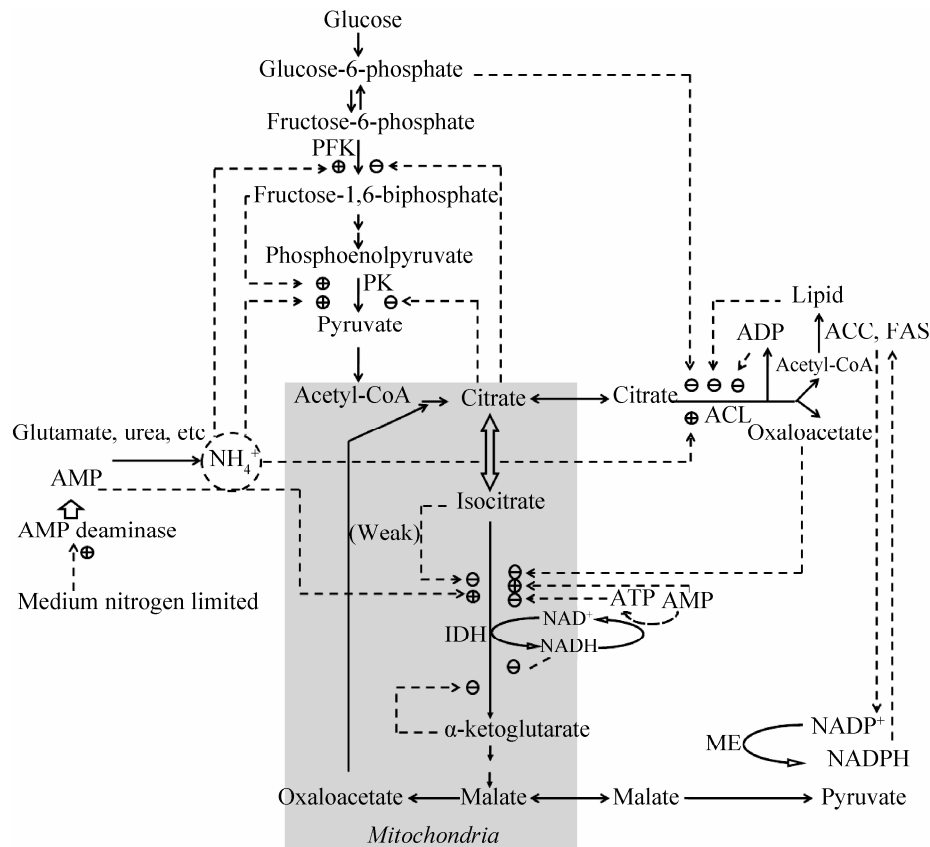 Glucose
Glucose-6-phosphate
Fructose-6-phosphate
PFK
⊕ ⊖
Fructose-1,6-biphosphate
Phosphoenolpyruvate
⊕ PK
⊕ ⊖
Pyruvate
Lipid
ADP ACC, FAS
Acetyl-CoA
⊖ ⊖ ⊖
Acetyl-CoA Citrate Citrate
⊕ ACL
Oxaloacetate
Glutamate, urea, etc
NH₄⁺
AMP
Isocitrate
AMP deaminase
(Weak)
⊕
Medium nitrogen limited
⊖ ⊖
⊕ ⊕
⊖ ATP AMP
NAD⁺
IDH
NADH
⊖
⊖
α-ketoglutarate
NADP⁺
ME
NADPH
Oxaloacetate Malate Malate Pyruvate
Mitochondria